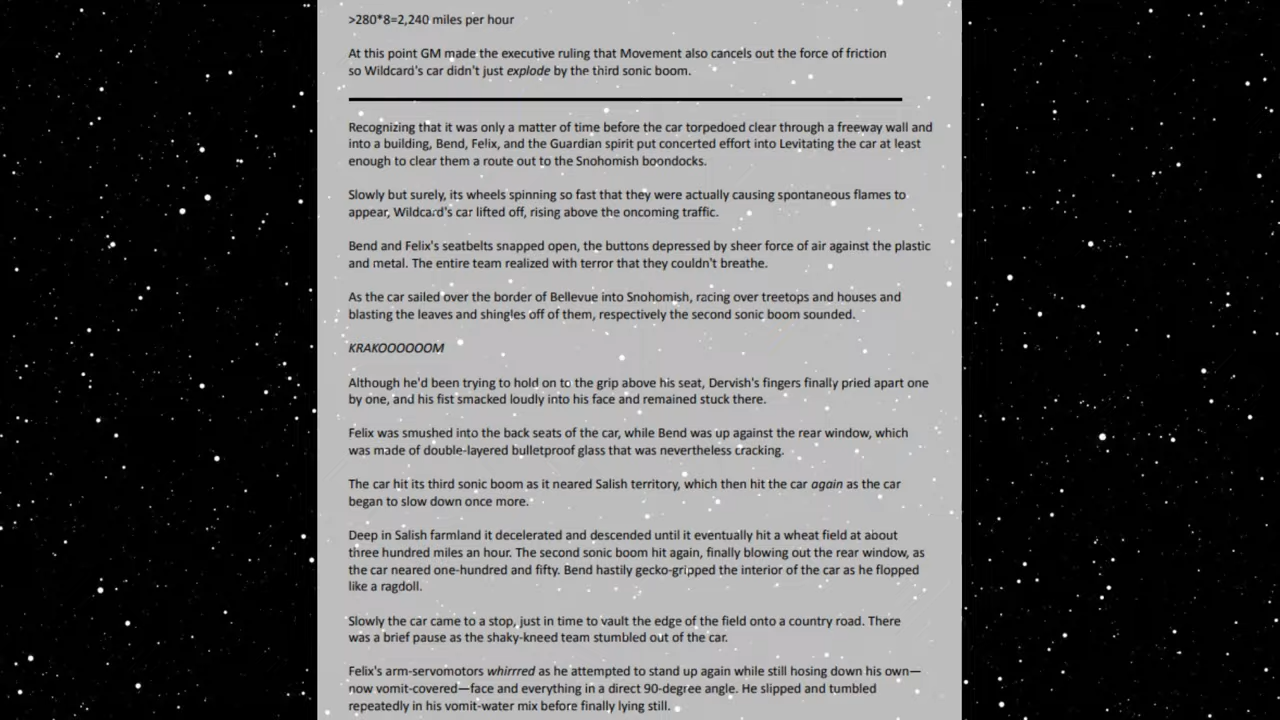 >280*8=2,240 miles per hour
At this point GM made the executive ruling that Movement also cancels out the force of friction
so Wildcard's car didn't just explode by the third sonic boom.
Recognizing that it was only a matter of time before the car torpedoed clear through a freeway wall and
into a building, Bend, Felix, and the Guardian spirit put concerted effort into Levitating the car at least
enough to clear them a route out to the Snohomish boondocks.
Slowly but surely, its wheels spinning so fast that they were actually causing spontaneous flames to
appear, Wildcard's car lifted off, rising above the oncoming traffic.
Bend and Felix's seatbelts snapped open, the buttons depressed by sheer force of air against the plastic
and metal. The entire team realized with terror that they couldn't breathe.
As the car sailed over the border of Bellevue into Snohomish, racing over treetops and houses and
blasting the leaves and shingles off of them, respectively the second sonic boom sounded.
KRAKOOOOOOM
Although he'd been trying to hold on to the grip above his seat, Dervish's fingers finally pried apart one
by one, and his fist smacked loudly into his face and remained stuck there.
Felix was smushed into the back seats of the car, while Bend was up against the rear window, which
was made of double-layered bulletproof glass that was nevertheless cracking.
The car hit its third sonic boom as it neared Salish territory, which then hit the car again as the car
began to slow down once more.
Deep in Salish farmland it decelerated and descended until it eventually hit a wheat field at about
three hundred miles an hour. The second sonic boom hit again, finally blowing out the rear window, as
the car neared one-hundred and fifty. Bend hastily gecko-gripped the interior of the car as he flopped
like a ragdoll.
Slowly the car came to a stop, just in time to vault the edge of the field onto a country road. There
was a brief pause as the shaky-kneed team stumbled out of the car.
Felix's arm-servomotors whirrred as he attempted to stand up again while still hosing down his own—
now vomit-covered—face and everything in a direct 90-degree angle. He slipped and tumbled
repeatedly in his vomit-water mix before finally lying still.